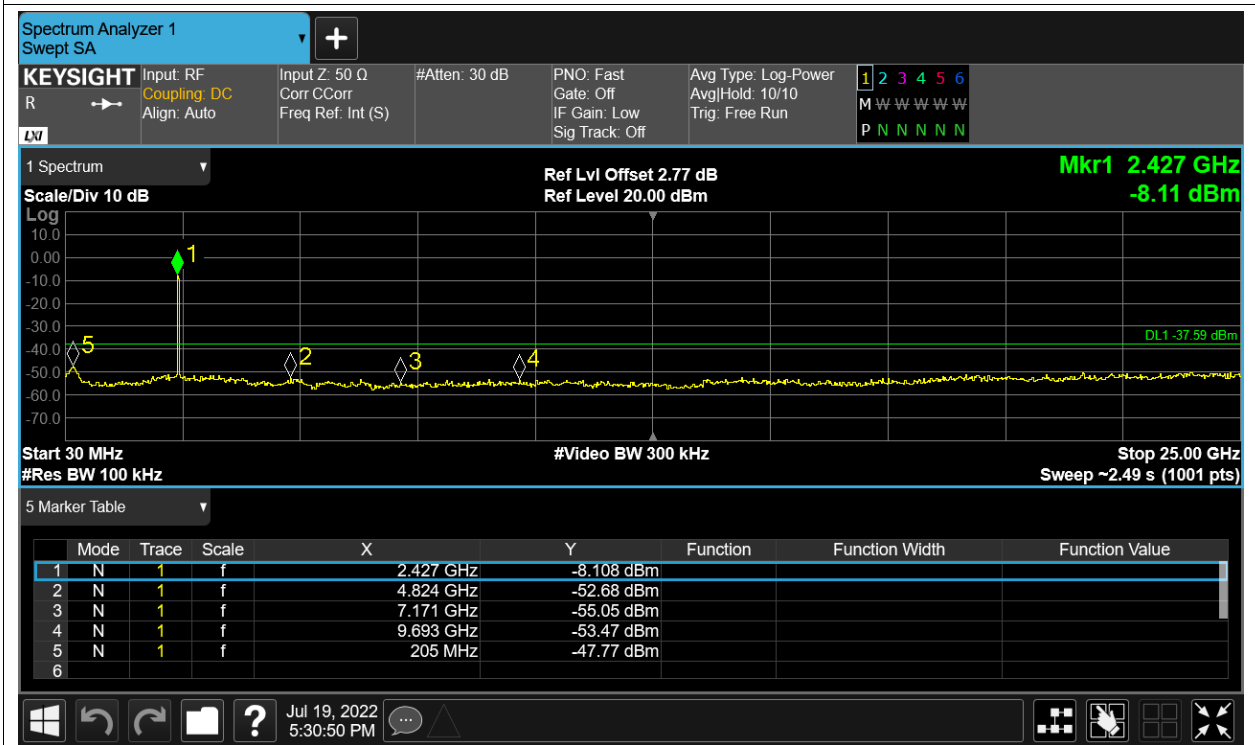 Spectrum Analyzer 1
Swept SA
+
KEYSIGHT Input: RF Input Z: 50 Ω #Atten: 30 dB PNO: Fast Avg Type: Log-Power 1 2 3 4 5 6
R Coupling: DC Corr CCorr Gate: Off Avg|Hold: 10/10 M W W W W W
Align: Auto Freq Ref: Int (S) IF Gain: Low Trig: Free Run
LXI Sig Track: Off P N N N N N
1 Spectrum Ref Lvl Offset 2.77 dB Mkr1 2.427 GHz
Scale/Div 10 dB Ref Level 20.00 dBm -8.11 dBm
Log
10.0
0.00 1
-10.0
-20.0
-30.0
DL1 -37.59 dBm
-40.0 5 2 3 4
-50.0
-60.0
-70.0
Start 30 MHz #Video BW 300 kHz Stop 25.00 GHz
#Res BW 100 kHz Sweep ~2.49 s (1001 pts)
5 Marker Table
Mode Trace Scale X Y Function Function Width Function Value
1 N 1 f 2.427 GHz -8.108 dBm
2 N 1 f 4.824 GHz -52.68 dBm
3 N 1 f 7.171 GHz -55.05 dBm
4 N 1 f 9.693 GHz -53.47 dBm
5 N 1 f 205 MHz -47.77 dBm
6
? Jul 19, 2022
5:30:50 PM